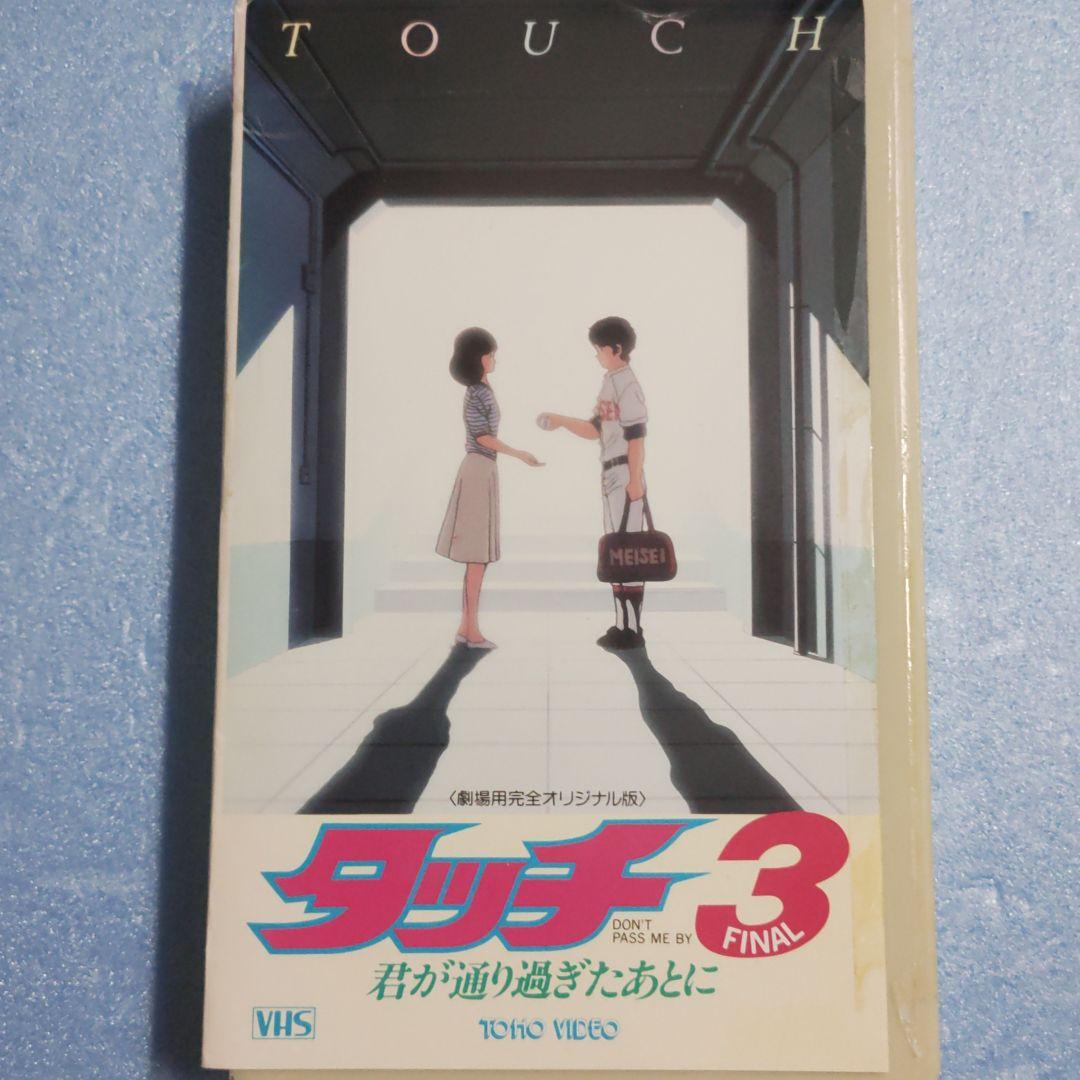 TOUCH
MEISEI
〈劇場用完全オリジナル版〉
タッチ3
DON'T
PASS ME BY
FINAL
君が通り過ぎたあとに
VHS
TOHO VIDEO